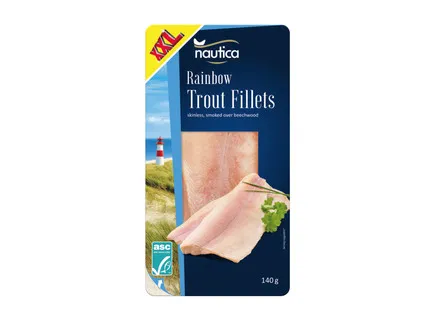 XXL
nautica
Rainbow
Trout Fillets
skinless, smoked over beechwood
asc
140 g